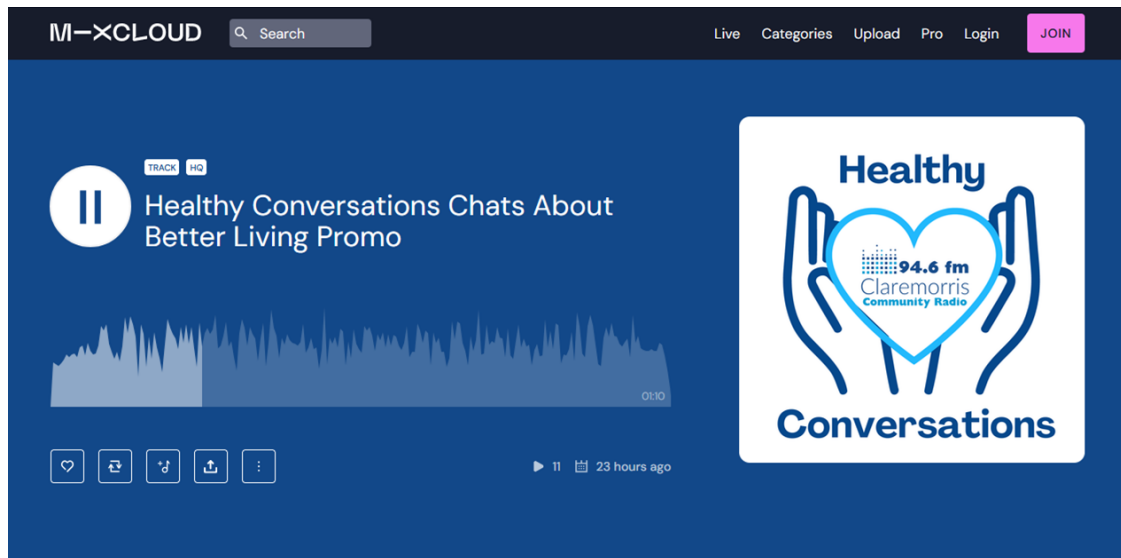 M-XCLOUD
Search
Live
Categories
Upload
Pro
Login
JOIN
TRACK
HQ
Healthy Conversations Chats About
Better Living Promo
01:10
11
23 hours ago
Healthy
94.6 fm
Claremorris
Community Radio
Conversations